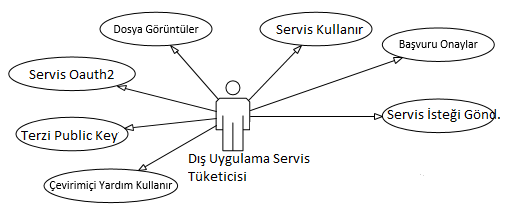 Dosya Görüntüler
Servis Kullanır
Başvuru Onaylar
Servis Oauth2
Servis İsteği Gönd.
Terzi Public Key
Dış Uygulama Servis
Tüketicisi
Çevirimiçi Yardım Kullanır